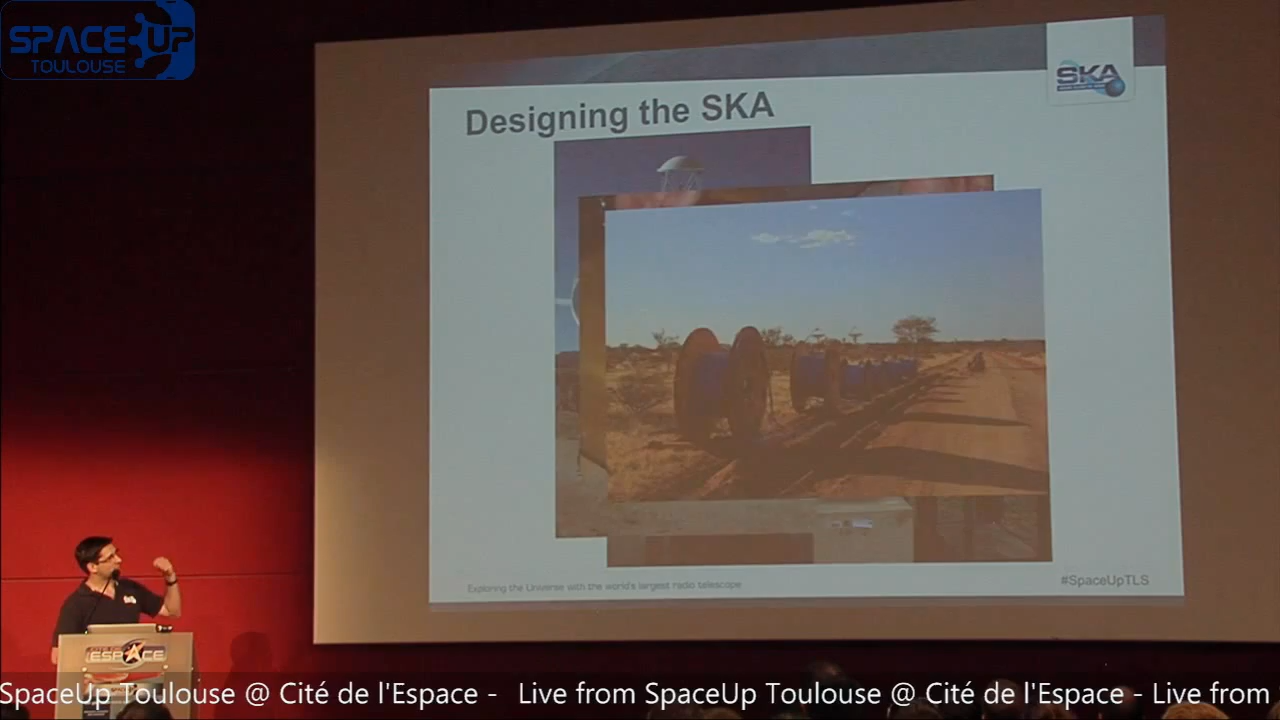 SPACE UP
TOULOUSE
SKA
Designing the SKA
Exploring the Universe with the world's largest radio telescope
#SpaceUpTLS
ESPACE
SpaceUp Toulouse @ Cité de l'Espace - Live from SpaceUp Toulouse @ Cité de l'Espace - Live from